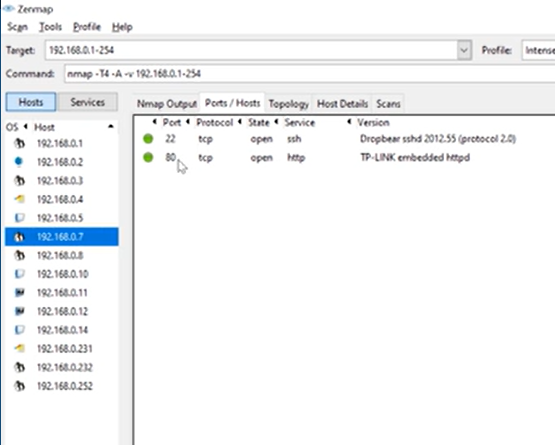 Zenmap
Scan Tools Profile Help
Target: 192.168.0.1-254 Profile: Intense
Command: nmap -T4 -A -v 192.168.0.1-254
Hosts Services Nmap Output Ports / Hosts Topology Host Details Scans
OS Host Port Protocol State Service Version
192.168.0.1
22 tcp open ssh Dropbear sshd 2012.55 (protocol 2.0)
192.168.0.2
80 tcp open http TP-LINK embedded httpd
192.168.0.3
192.168.0.4
192.168.0.5
192.168.0.7
192.168.0.8
192.168.0.10
192.168.0.11
192.168.0.12
192.168.0.14
192.168.0.231
192.168.0.232
192.168.0.252